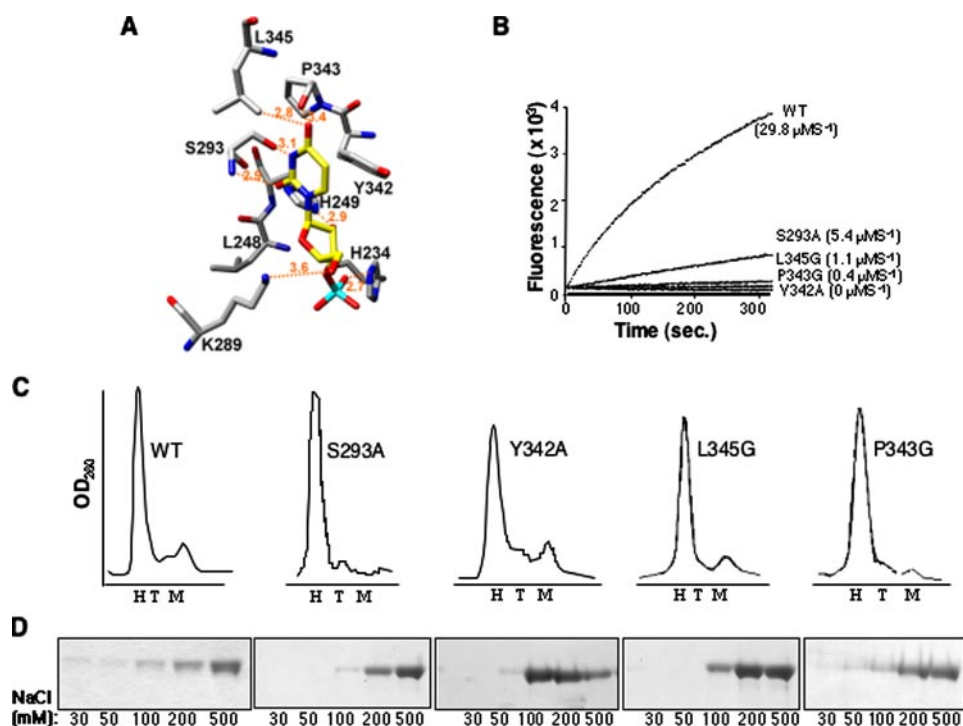 A
L345
P343
2.8
3.4
S293
3.1
2.9
Y342
H249
2.9
L248
H234
3.6
2.7
K289
B
Fluorescence (x 10³)
4
3
2
1
0
WT
(29.8 µMS⁻¹)
S293A (5.4 µMS⁻¹)
L345G (1.1 µMS⁻¹)
P343G (0.4 µMS⁻¹)
Y342A (0 µMS⁻¹)
0 100 200 300
Time (sec.)
C
OD260
WT
S293A
Y342A
L345G
P343G
H T M
H T M
H T M
H T M
H T M
D
NaCl
[mM]: 30 50 100 200 500 30 50 100 200 500 30 50 100 200 500 30 50 100 200 500 30 50 100 200 500